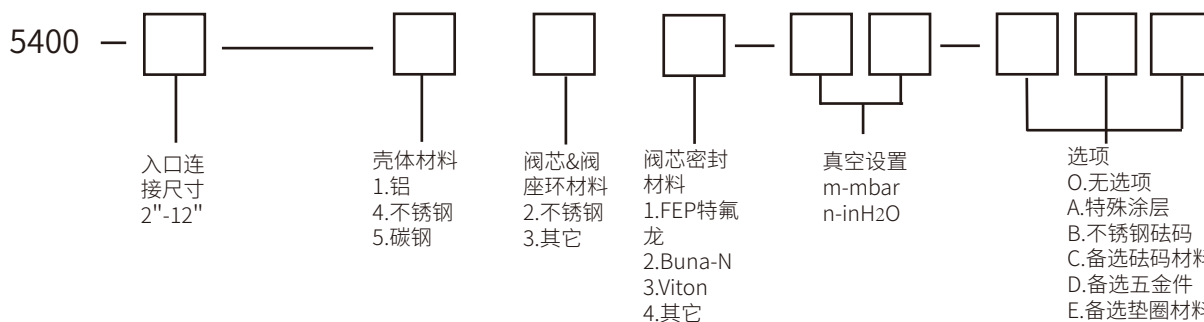 5400
入口连
接尺寸
2"-12"
壳体材料
1.铝
4.不锈钢
5.碳钢
阀芯&阀
座环材料
2.不锈钢
3.其它
阀芯密封
材料
1.FEP特氟
龙
2.Buna-N
3.Viton
4.其它
真空设置
m-mbar
n-inH2O
选项
O.无选项
A.特殊涂层
B.不锈钢砝码
C.备选砝码材料
D.备选五金件
E.备选垫圈材料